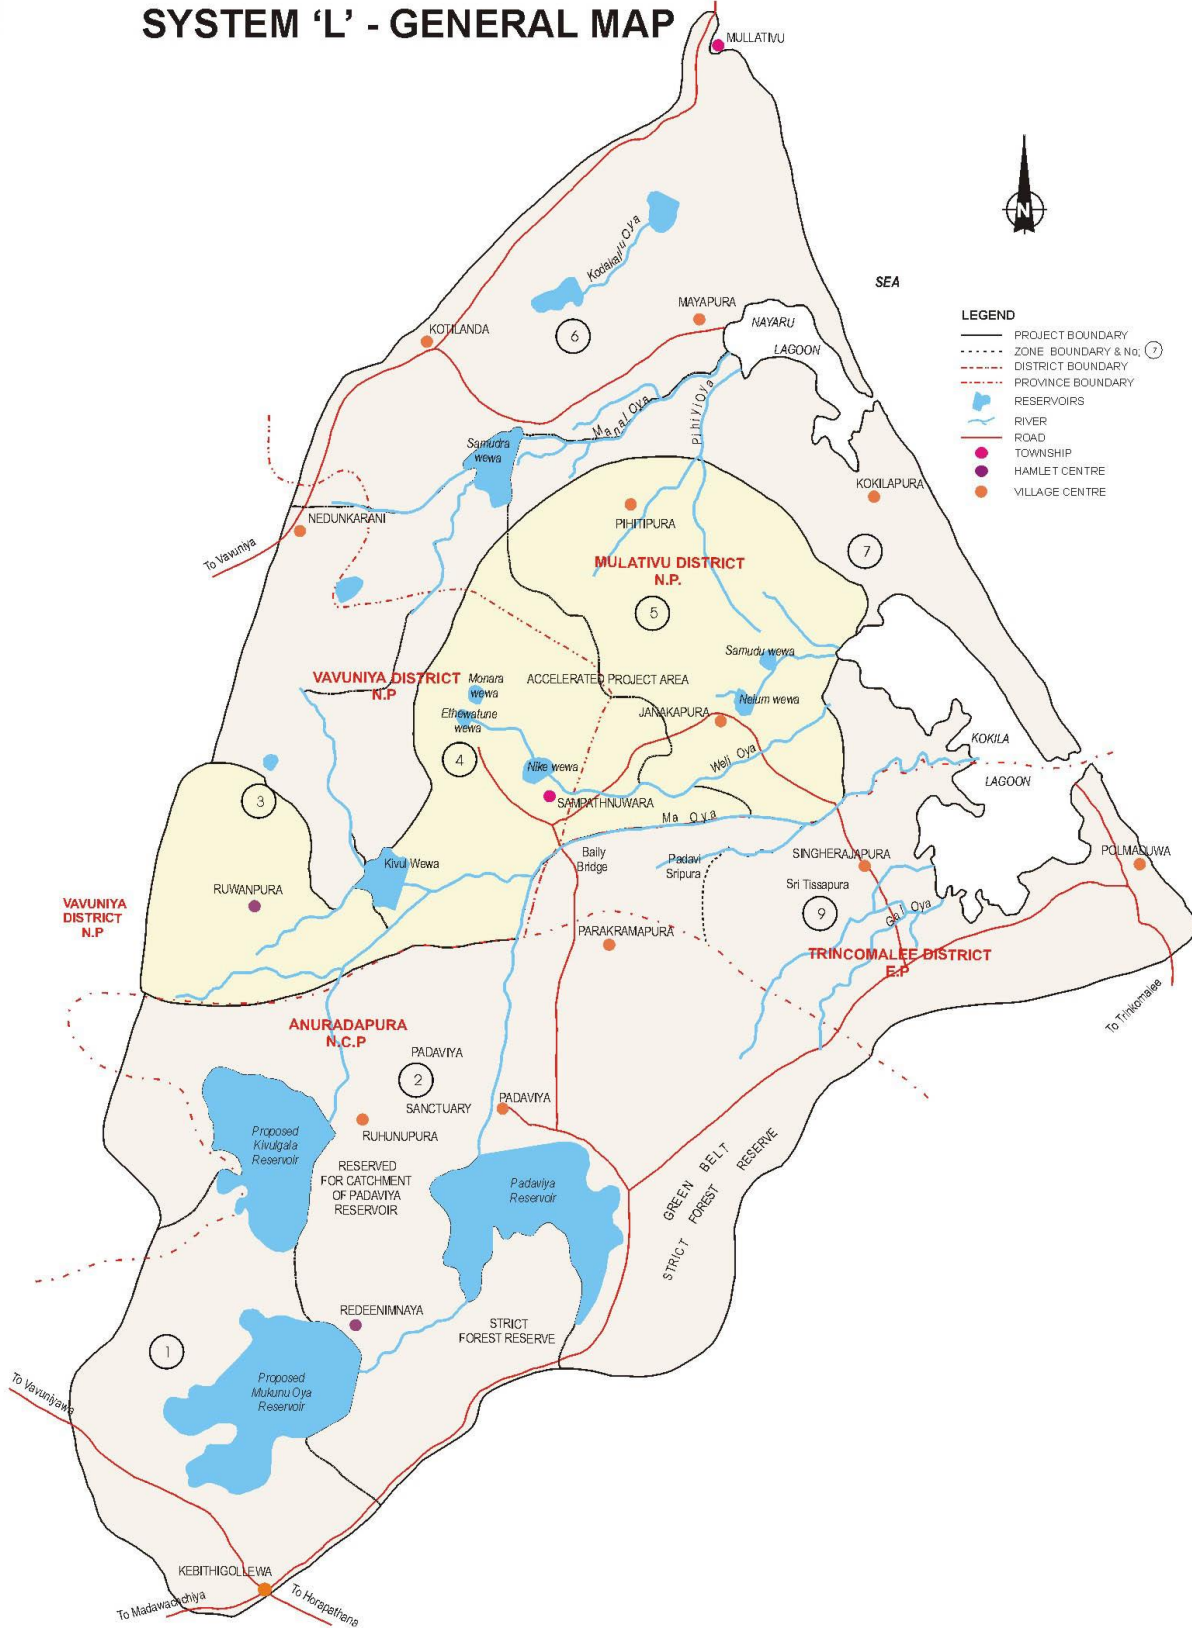 SYSTEM ‘L’ - GENERAL MAP
MULLATIVU
Kodakallu Oya
SEA
MAYAPURA
NAYARU
LAGOON
KOTILANDA
6
LEGEND
PROJECT BOUNDARY
ZONE BOUNDARY & No; 7
DISTRICT BOUNDARY
PROVINCE BOUNDARY
RESERVOIRS
RIVER
ROAD
TOWNSHIP
HAMLET CENTRE
VILLAGE CENTRE
N
Manal Oya
Pihiyi Oya
Samudra
wewa
KOKILAPURA
NEDUNKARANI
PIHITIPURA
To Vavuniya
7
MULATIVU DISTRICT
N.P.
5
Samudu wewa
VAVUNIYA DISTRICT
N.P
Monara
wewa
ACCELERATED PROJECT AREA
Nelum wewa
Ethewatune
wewa
JANAKAPURA
KOKILA
LAGOON
4
Nike wewa
Weli Oya
3
SAMPATHNUWARA
Ma Oya
Kivul Wewa
Baily
Bridge
Padavi
Sripura
SINGHERAJAPURA
POLMADUWA
RUWANPURA
Sri Tissapura
VAVUNIYA
DISTRICT
N.P
9
Gal Oya
PARAKRAMAPURA
TRINCOMALEE DISTRICT
E.P
To Trinkomalee
ANURADAPURA
N.C.P
PADAVIYA
2
SANCTUARY
PADAVIYA
RUHUNUPURA
Proposed
Kivulgala
Reservoir
RESERVED
FOR CATCHMENT
OF PADAVIYA
RESERVOIR
Padaviya
Reservoir
GREEN BELT
STRICT FOREST RESERVE
REDEENIMNAYA
STRICT
FOREST RESERVE
1
To Vavuniyawa
Proposed
Mukunu Oya
Reservoir
KEBITHIGOLLEWA
To Madawachchiya
To Horapathana